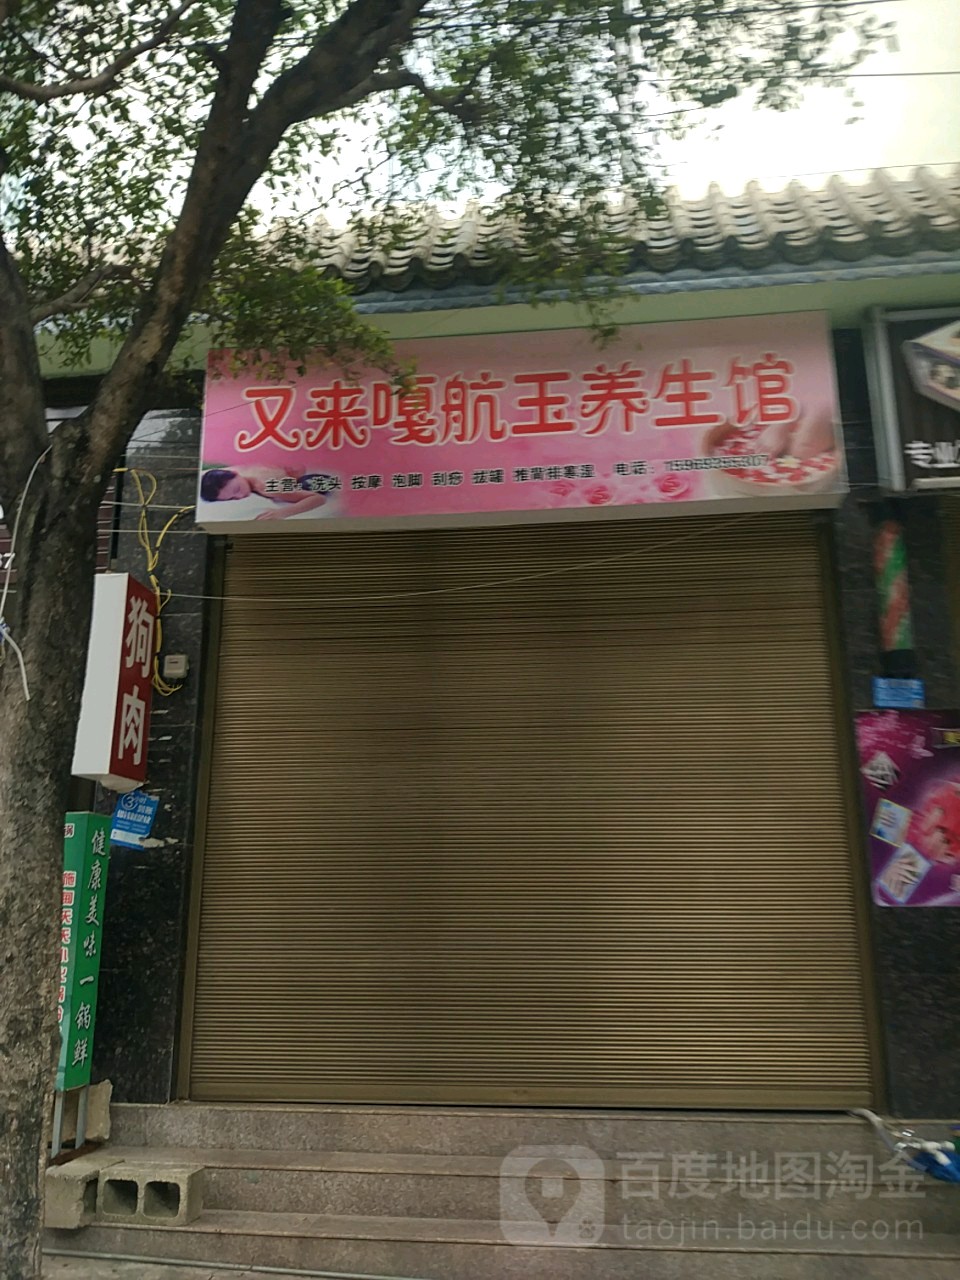 又来嘎航玉养生馆
主营：洗头 按摩 泡脚 刮痧 拔罐 推背排寒湿 ，电话：
专业
狗肉
健康美味一锅鲜
百度地图淘金
taojin.baidu.com